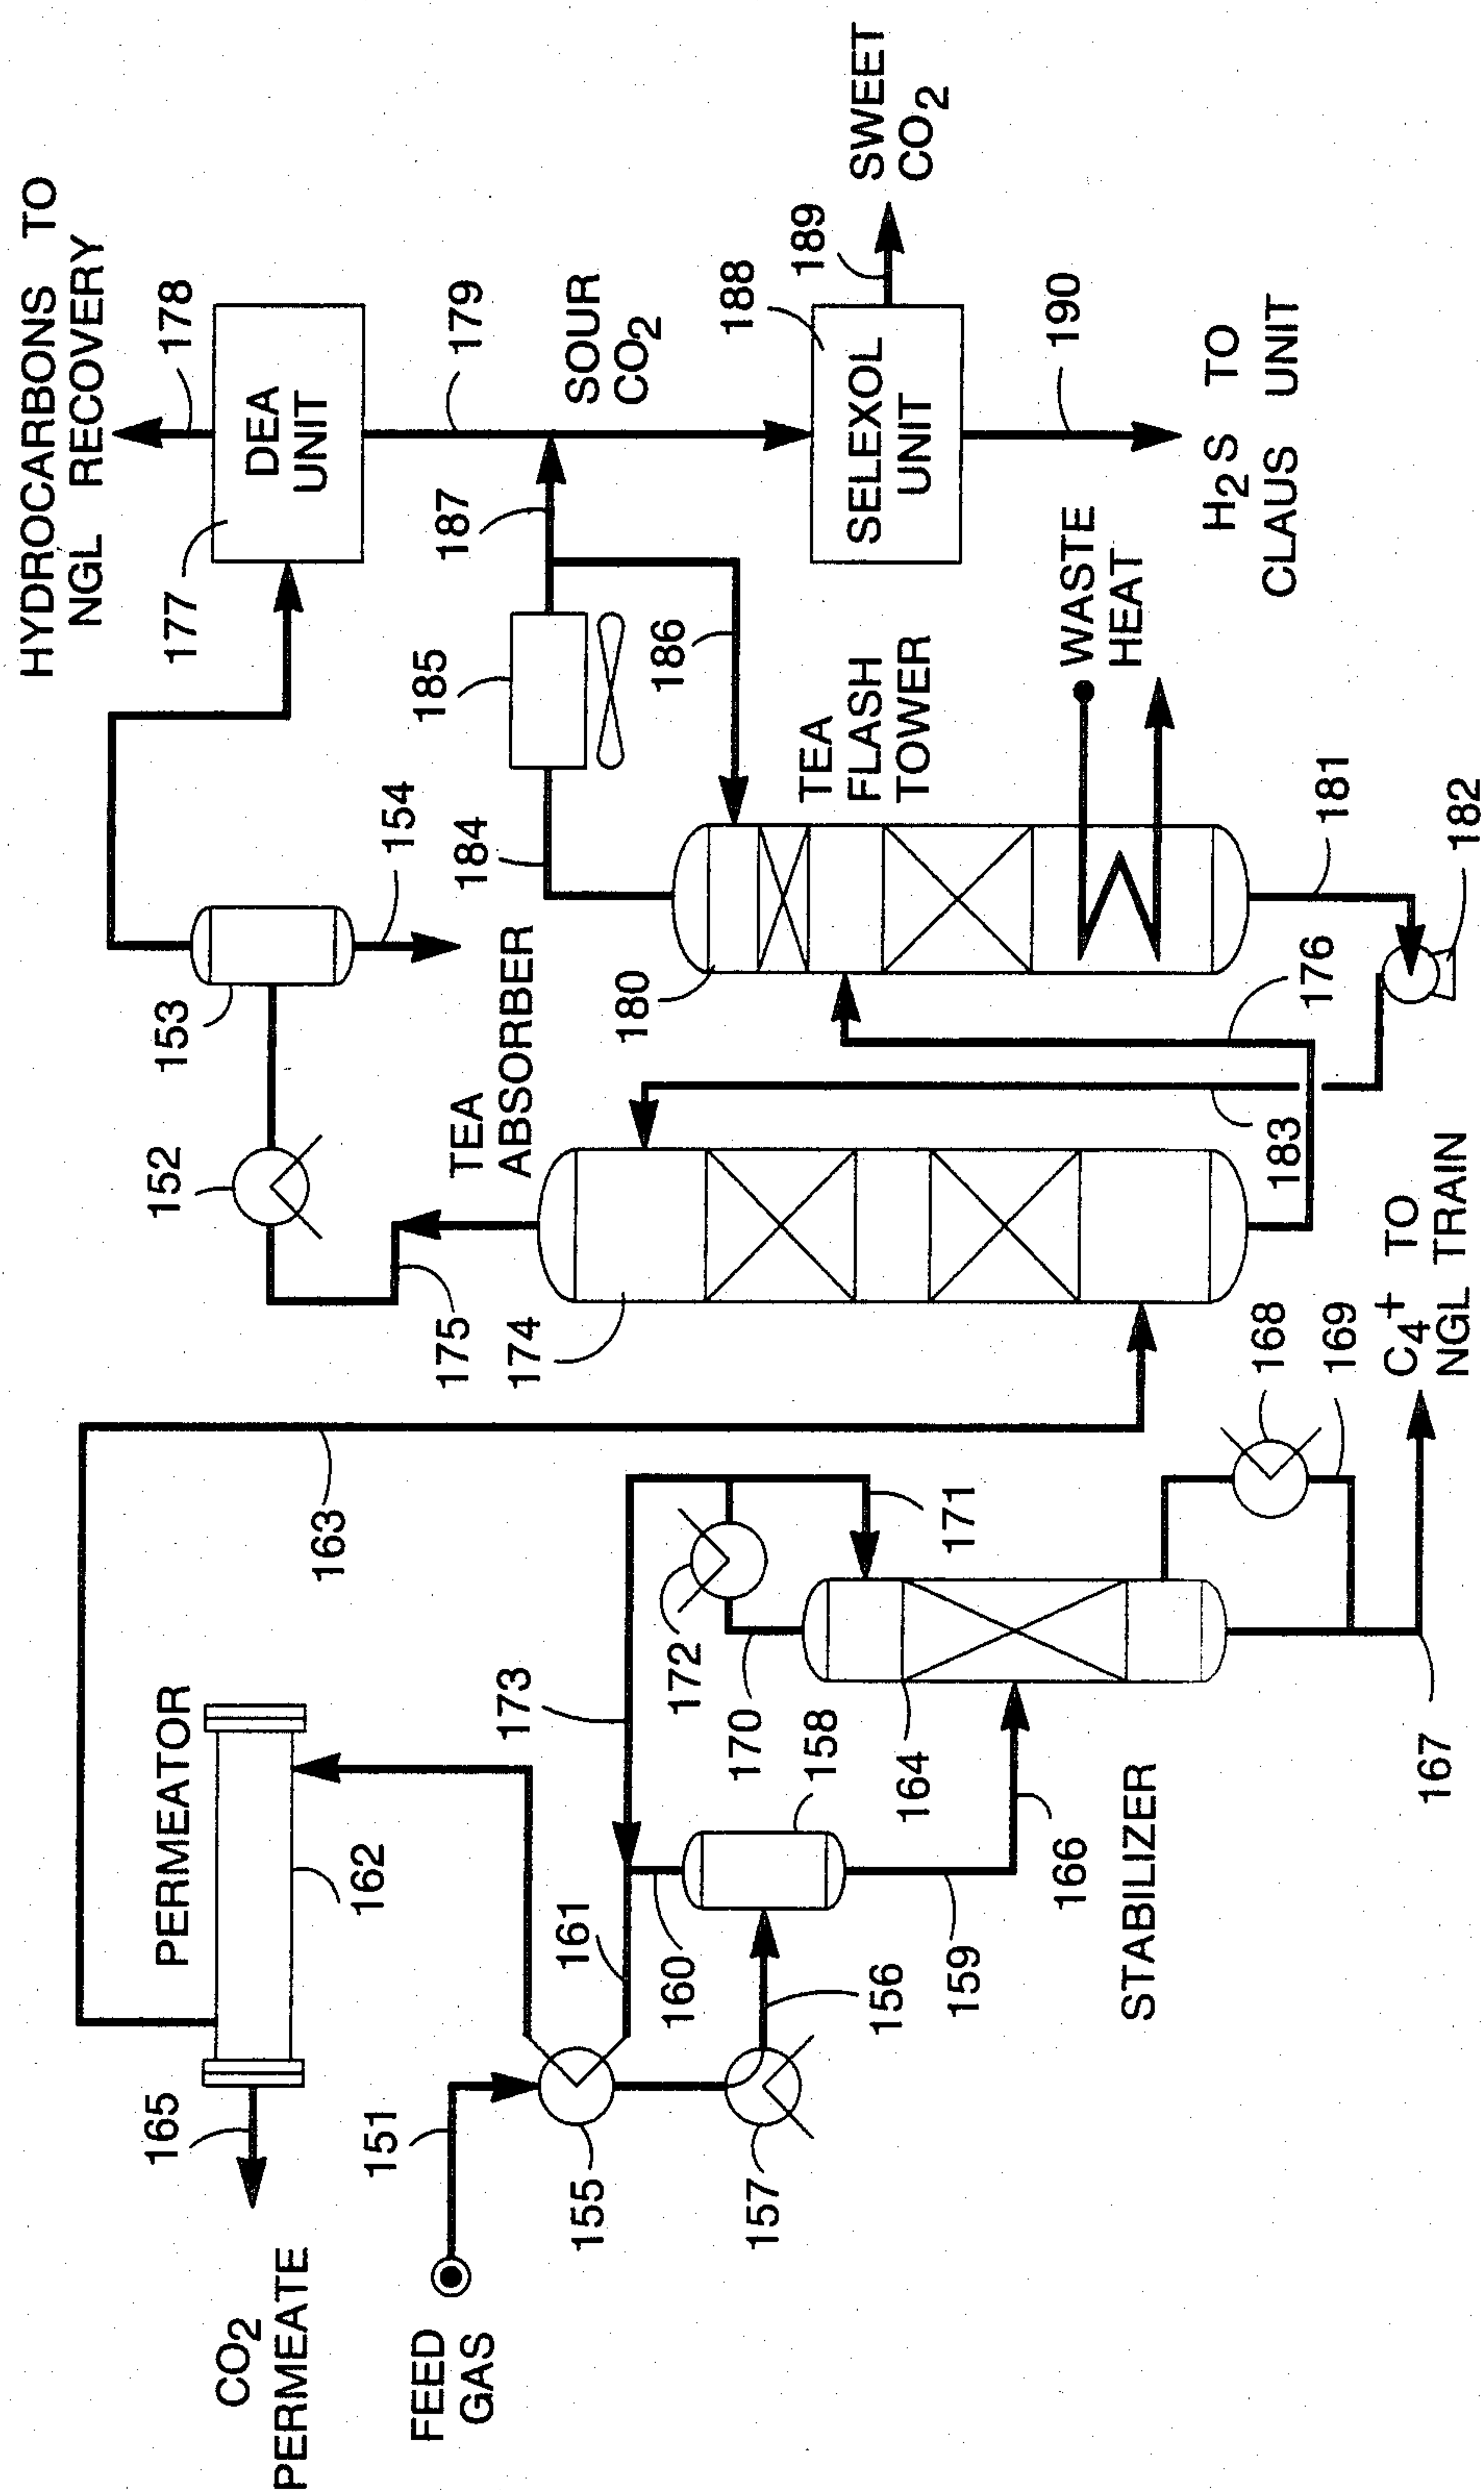 CO2
PERMEATE
165
FEED
GAS
151
155
157
PERMEATOR
162
161
160
156
159
173
158
170
172
164
166
STABILIZER
171
163
167
168
169
C4+ TO
NGL TRAIN
175
174
TEA
ABSORBER
152
153
154
183
176
180
184
185
186
187
TEA
FLASH
TOWER
WASTE
HEAT
181
182
HYDROCARBONS TO
NGL RECOVERY
177
178
DEA
UNIT
179
SOUR
CO2
188
SELEXOL
UNIT
189
SWEET
CO2
190
H2S TO
CLAUS UNIT